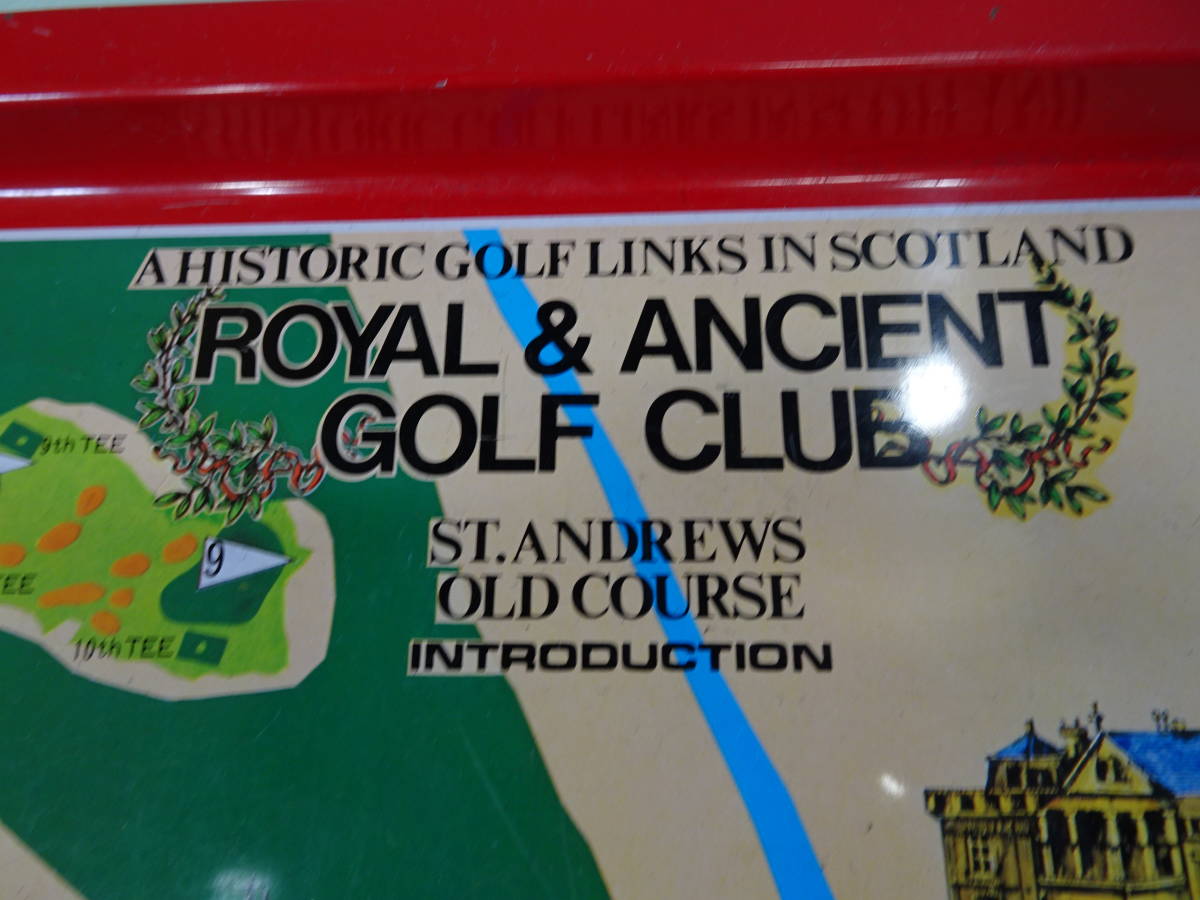 A HISTORIC GOLF LINKS IN SCOTLAND
ROYAL & ANCIENT
GOLF CLUB
ST. ANDREWS
OLD COURSE
INTRODUCTION
9th TEE
9
10th TEE